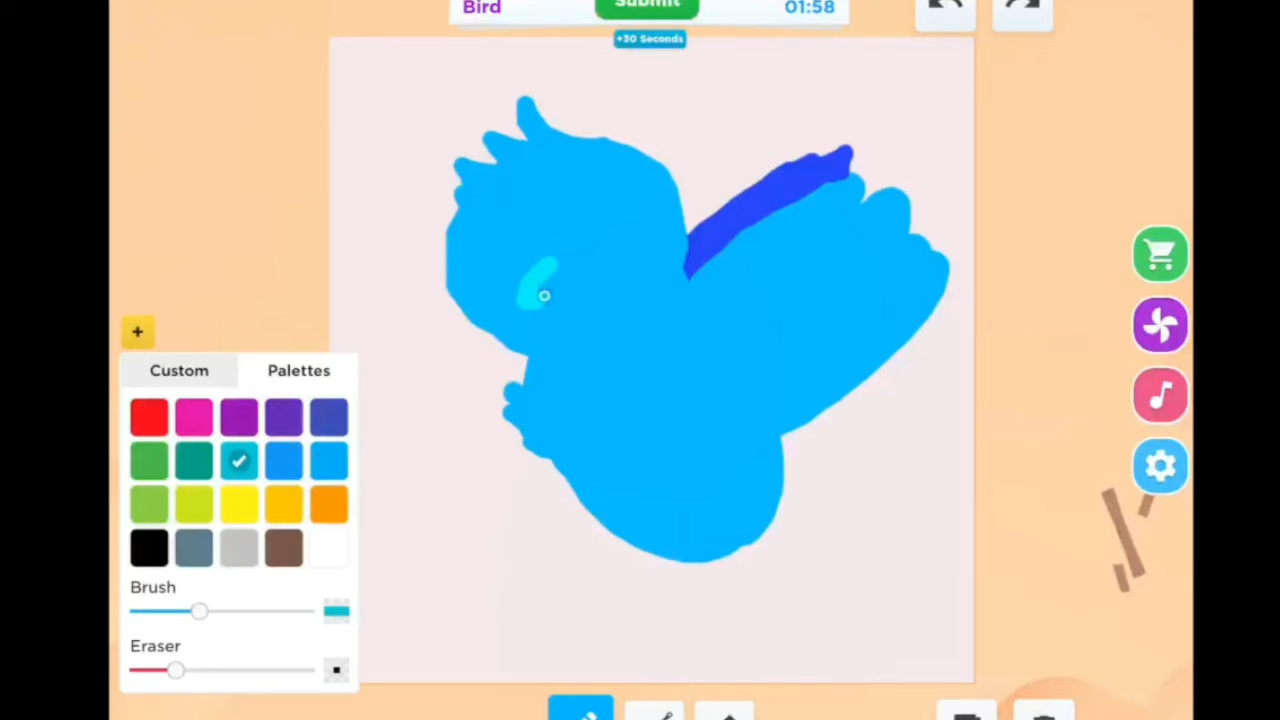 Bird
Submit
01:58
+30 Seconds
+
Custom
Palettes
Brush
Eraser